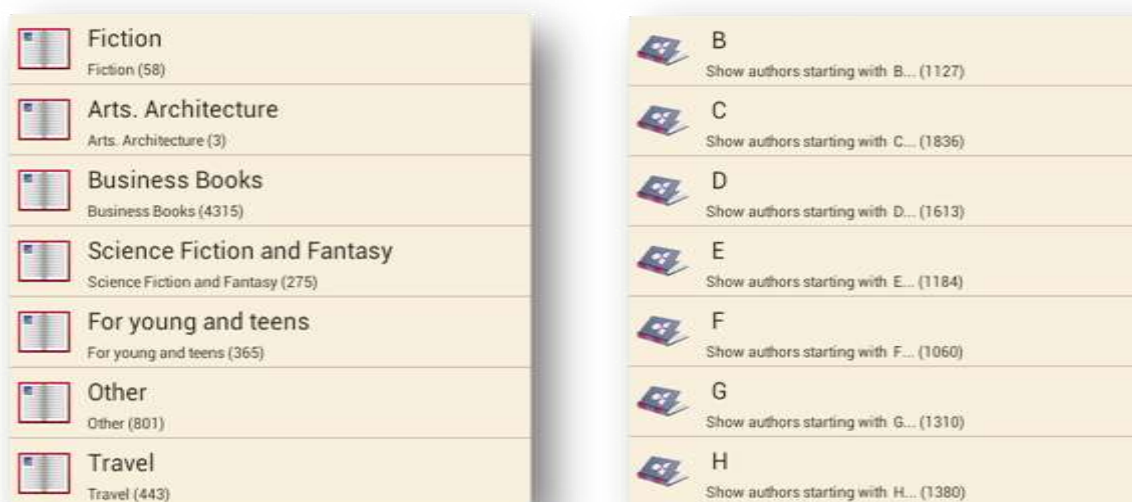 Fiction
Fiction (58)
Arts. Architecture
Arts. Architecture (3)
Business Books
Business Books (4315)
Science Fiction and Fantasy
Science Fiction and Fantasy (275)
For young and teens
For young and teens (365)
Other
Other (801)
Travel
Travel (443)
B
Show authors starting with B... (1127)
C
Show authors starting with C... (1836)
D
Show authors starting with D... (1613)
E
Show authors starting with E... (1184)
F
Show authors starting with F... (1060)
G
Show authors starting with G... (1310)
H
Show authors starting with H... (1380)